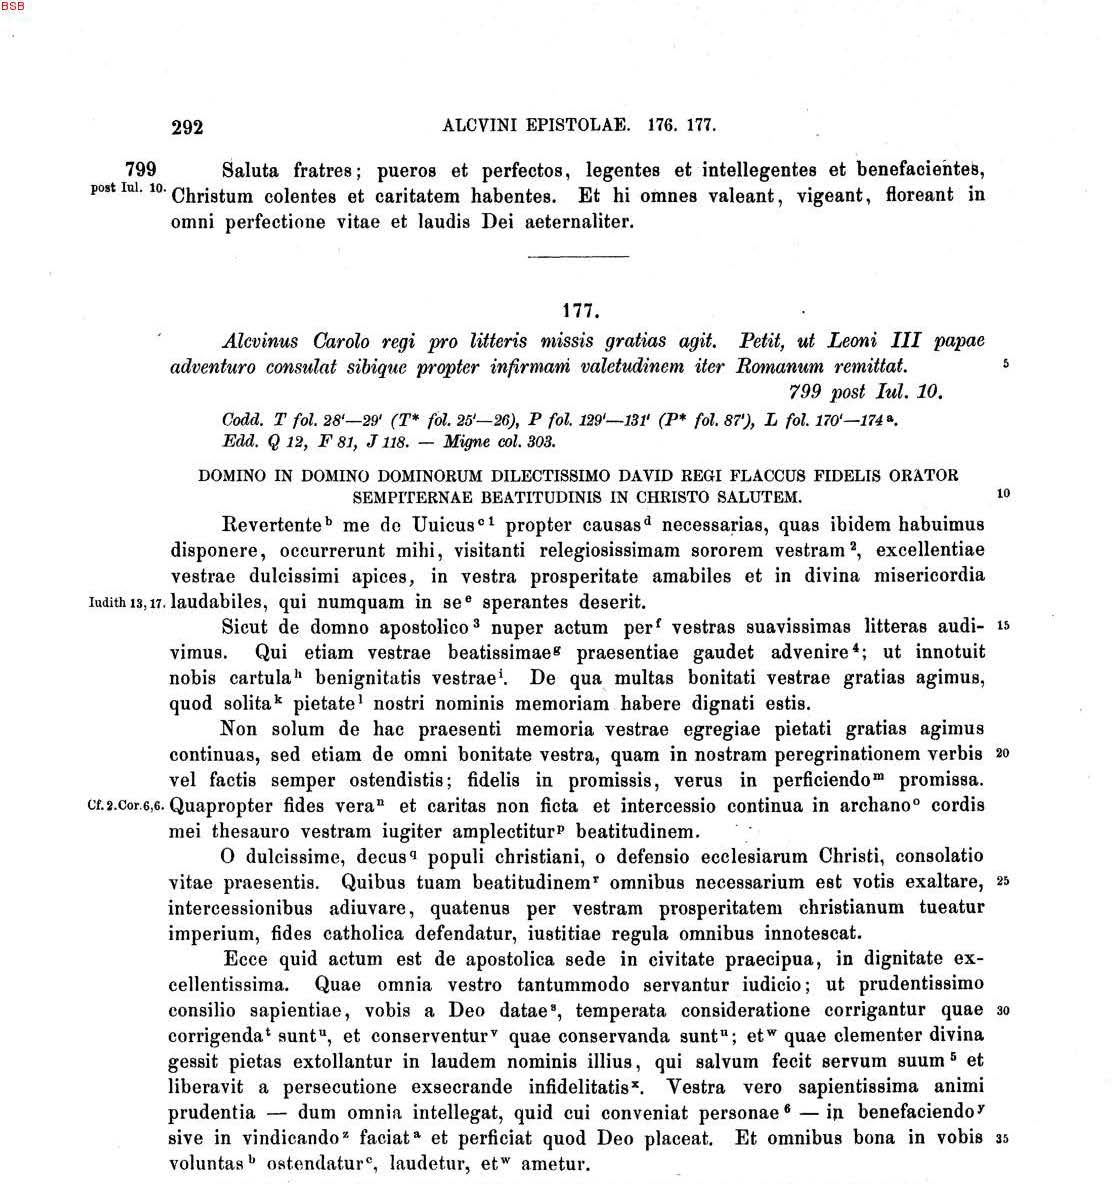 BSB
292
ALCVINI EPISTOLAE. 176. 177.
799 Saluta fratres; pueros et perfectos, legentes et intellegentes et benefacientes,
post Iul. 10. Christum colentes et caritatem habentes. Et hi omnes valeant, vigeant, floreant in
omni perfectione vitae et laudis Dei aeternaliter.
177.
Alcvinus Carolo regi pro litteris missis gratias agit. Petit, ut Leoni III papae
adventuro consulat sibique propter infirmam valetudinem iter Romanum remittat. 5
799 post Iul. 10.
Codd. T fol. 28'—29' (T* fol. 25'—26), P fol. 129'—131' (P* fol. 87'), L fol. 170'—174 a.
Edd. Q 12, F 81, J 118. — Migne col. 303.
DOMINO IN DOMINO DOMINORUM DILECTISSIMO DAVID REGI FLACCUS FIDELIS ORATOR
SEMPITERNAE BEATITUDINIS IN CHRISTO SALUTEM. 10
Revertente b me de Uuicus c 1 propter causas d necessarias, quas ibidem habuimus
disponere, occurrerunt mihi, visitanti relegiosissimam sororem vestram 2, excellentiae
vestrae dulcissimi apices, in vestra prosperitate amabiles et in divina misericordia
Iudith 13, 17. laudabiles, qui numquam in se e sperantes deserit.
Sicut de domno apostolico 3 nuper actum per f vestras suavissimas litteras audi- 15
vimus. Qui etiam vestrae beatissimae g praesentiae gaudet advenire 4; ut innotuit
nobis cartula h benignitatis vestrae i. De qua multas bonitati vestrae gratias agimus,
quod solita k pietate l nostri nominis memoriam habere dignati estis.
Non solum de hac praesenti memoria vestrae egregiae pietati gratias agimus
continuas, sed etiam de omni bonitate vestra, quam in nostram peregrinationem verbis 20
vel factis semper ostendistis; fidelis in promissis, verus in perficiendo m promissa.
Cf. 2. Cor. 6, 6. Quapropter fides vera n et caritas non ficta et intercessio continua in archano o cordis
mei thesauro vestram iugiter amplectitur p beatitudinem.
O dulcissime, decus q populi christiani, o defensio ecclesiarum Christi, consolatio
vitae praesentis. Quibus tuam beatitudinem r omnibus necessarium est votis exaltare, 25
intercessionibus adiuvare, quatenus per vestram prosperitatem christianum tueatur
imperium, fides catholica defendatur, iustitiae regula omnibus innotescat.
Ecce quid actum est de apostolica sede in civitate praecipua, in dignitate ex-
cellentissima. Quae omnia vestro tantummodo servantur iudicio; ut prudentissimo
consilio sapientiae, vobis a Deo datae s, temperata consideratione corrigantur quae 30
corrigenda t sunt u, et conserventur v quae conservanda sunt u; et w quae clementer divina
gessit pietas extollantur in laudem nominis illius, qui salvum fecit servum suum 5 et
liberavit a persecutione exsecrande infidelitatis x. Vestra vero sapientissima animi
prudentia — dum omnia intellegat, quid cui conveniat personae 6 — in benefaciendo y
sive in vindicando z faciat a et perficiat quod Deo placeat. Et omnibus bona in vobis 35
voluntas b ostendatur c, laudetur, et w ametur.